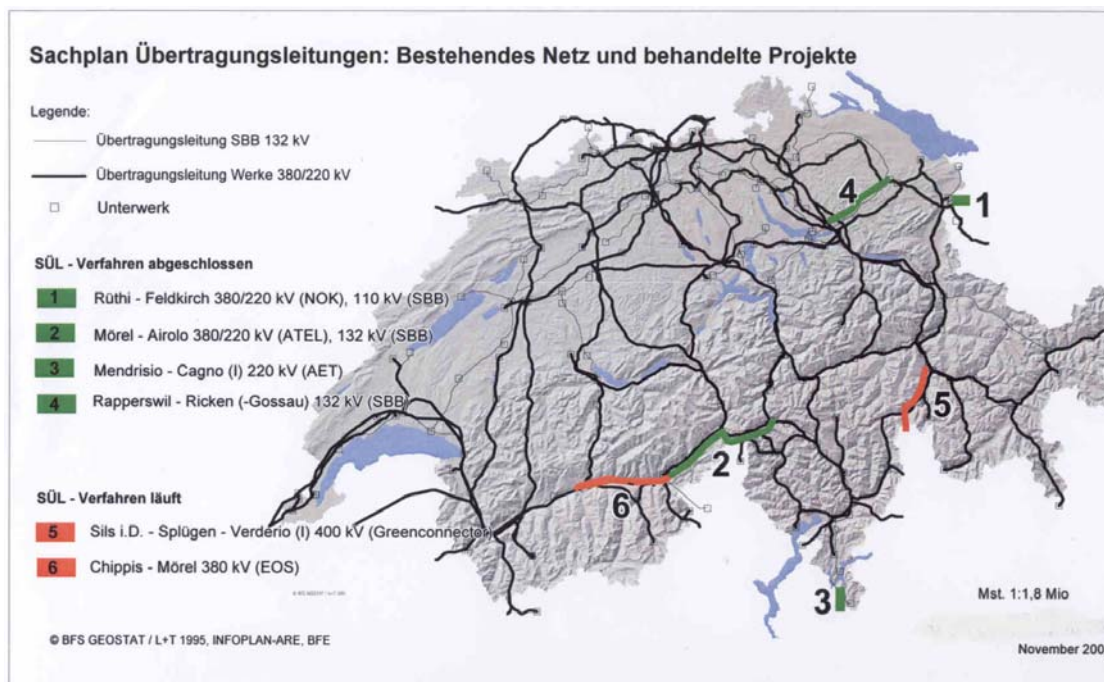 Sachplan Übertragungsleitungen: Bestehendes Netz und behandelte Projekte
Legende:
Übertragungsleitung SBB 132 kV
Übertragungsleitung Werke 380/220 kV
Unterwerk
SÜL - Verfahren abgeschlossen
1 Rüthi - Feldkirch 380/220 kV (NOK), 110 kV (SBB)
2 Mörel - Airolo 380/220 kV (ATEL), 132 kV (SBB)
3 Mendrisio - Cagno (I) 220 kV (AET)
4 Rapperswil - Ricken (-Gossau) 132 kV (SBB)
SÜL - Verfahren läuft
5 Sils i.D. - Splügen - Verderio (I) 400 kV (Greenconnector)
6 Chippis - Mörel 380 kV (EOS)
4
1
5
2
6
3
Mst. 1:1,8 Mio
© BFS GEOSTAT / L+T 1995, INFOPLAN-ARE, BFE
November 200